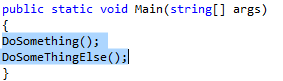 public static void Main(string[] args)
{
DoSomething();
DoSomeThingElse();
}